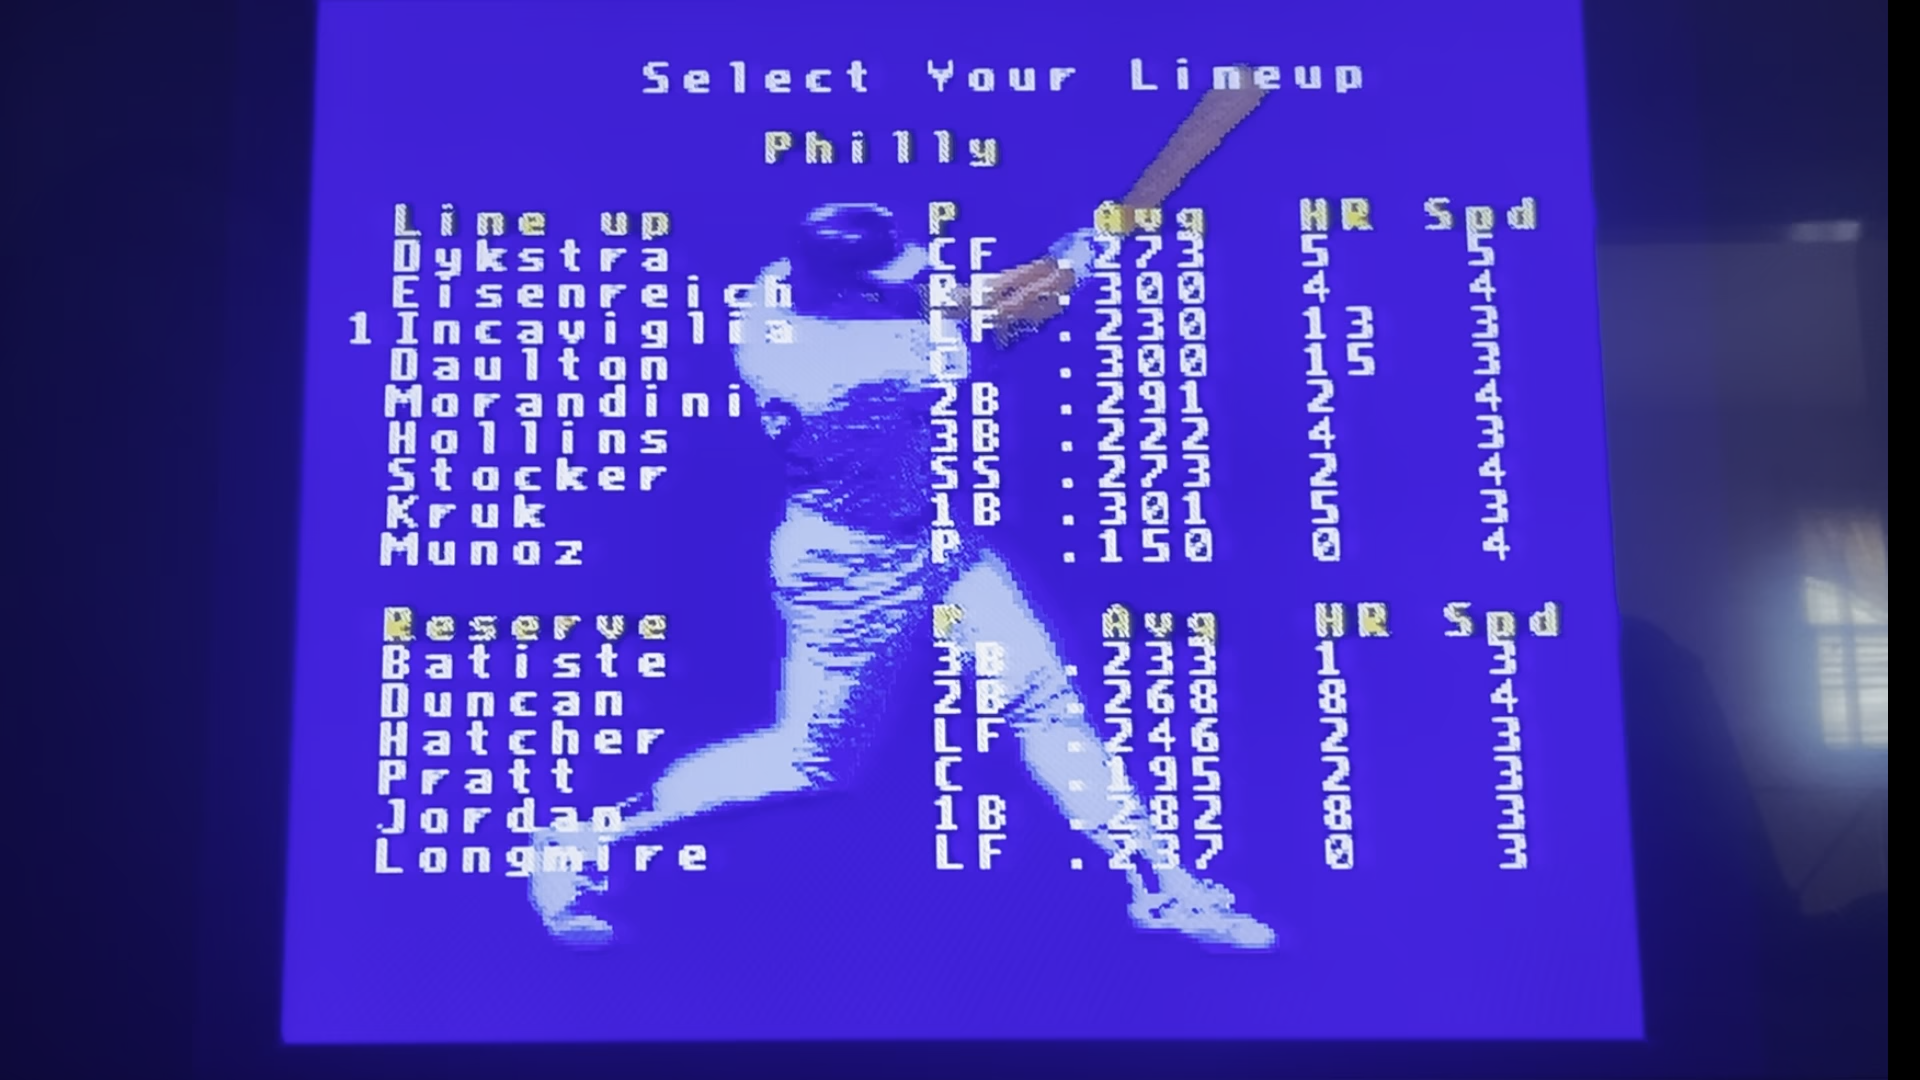 Select Your Lineup
Philly
Line up P Avg HR Spd
Dykstra CF .273 5 5
Eisenreich RF .300 4 4
1 Incaviglia LF .230 13 3
Daulton C .300 15 3
Morandini 2B .291 2 4
Hollins 3B .222 4 3
Stocker SS .273 2 4
Kruk 1B .301 5 3
Munoz P .150 0 4
Reserve P Avg HR Spd
Batiste 3B .233 1 3
Duncan 2B .268 8 4
Hatcher LF .246 2 3
Pratt C .195 2 3
Jordan 1B .282 8 3
Longmire LF .237 0 3